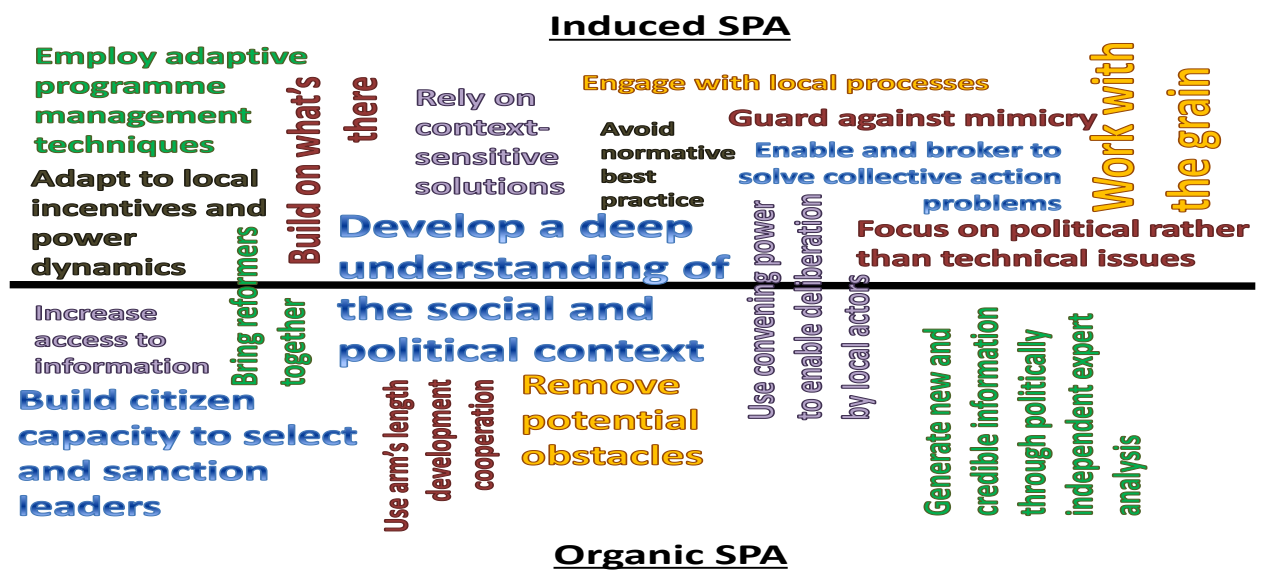 Induced SPA
Employ adaptive
programme
management
techniques
Build on what's
there
Rely on
context-
sensitive
solutions
Engage with local processes
Avoid
normative
best
practice
Guard against mimicry
Enable and broker to
solve collective action
problems
Work with
the grain
Adapt to local
incentives and
power
dynamics
Focus on political rather
than technical issues
Develop a deep
understanding of
the social and
political context
Bring reformers
together
Use convening power
to enable deliberation
by local actors
Increase
access to
information
Build citizen
capacity to select
and sanction
leaders
Use arm's length
development
cooperation
Remove
potential
obstacles
Generate new and
credible information
through politically
independent expert
analysis
Organic SPA